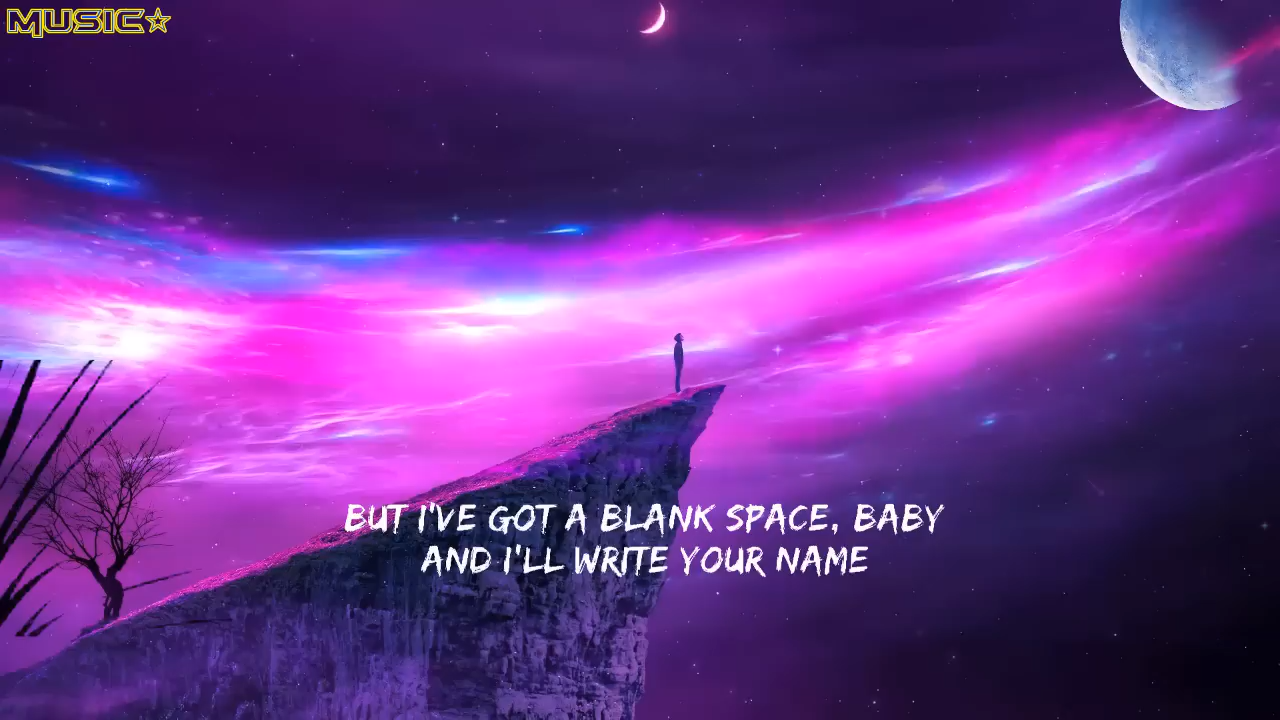 MUSIC☆
BUT I'VE GOT A BLANK SPACE, BABY
AND I'LL WRITE YOUR NAME